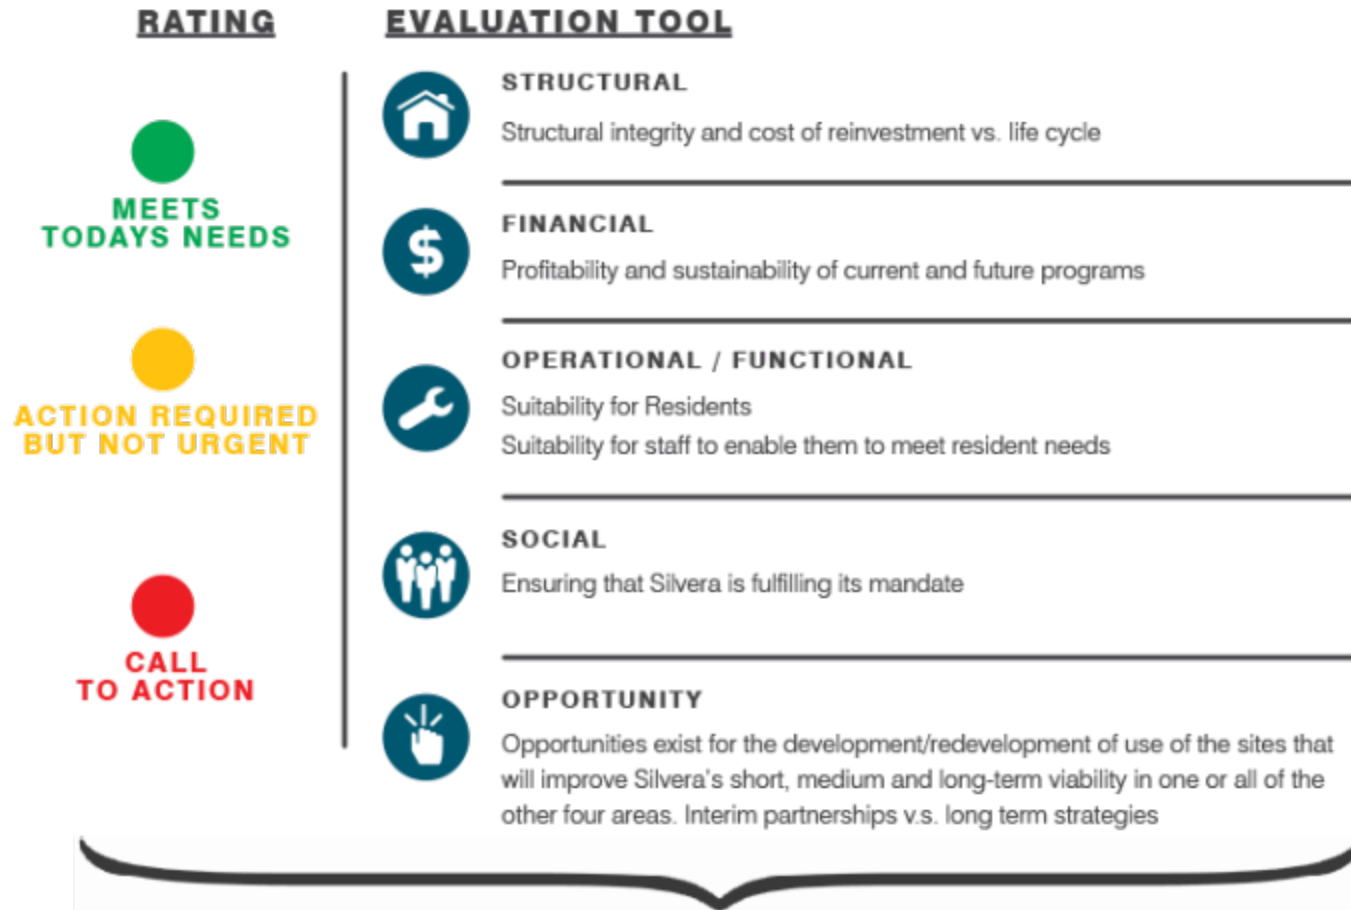 RATING
EVALUATION TOOL
MEETS
TODAYS NEEDS
ACTION REQUIRED
BUT NOT URGENT
CALL
TO ACTION
STRUCTURAL
Structural integrity and cost of reinvestment vs. life cycle
$
FINANCIAL
Profitability and sustainability of current and future programs
OPERATIONAL / FUNCTIONAL
Suitability for Residents
Suitability for staff to enable them to meet resident needs
SOCIAL
Ensuring that Silvera is fulfilling its mandate
OPPORTUNITY
Opportunities exist for the development/redevelopment of use of the sites that
will improve Silvera's short, medium and long-term viability in one or all of the
other four areas. Interim partnerships v.s. long term strategies